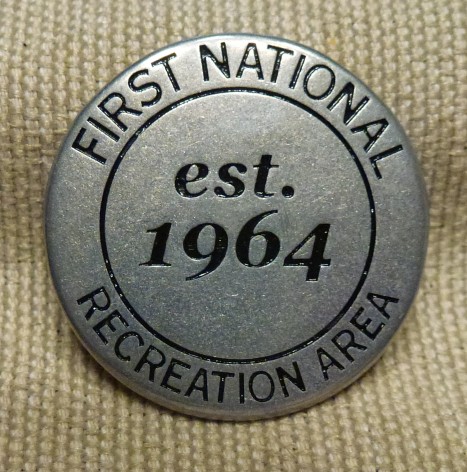 FIRST NATIONAL
est.
1964
RECREATION AREA